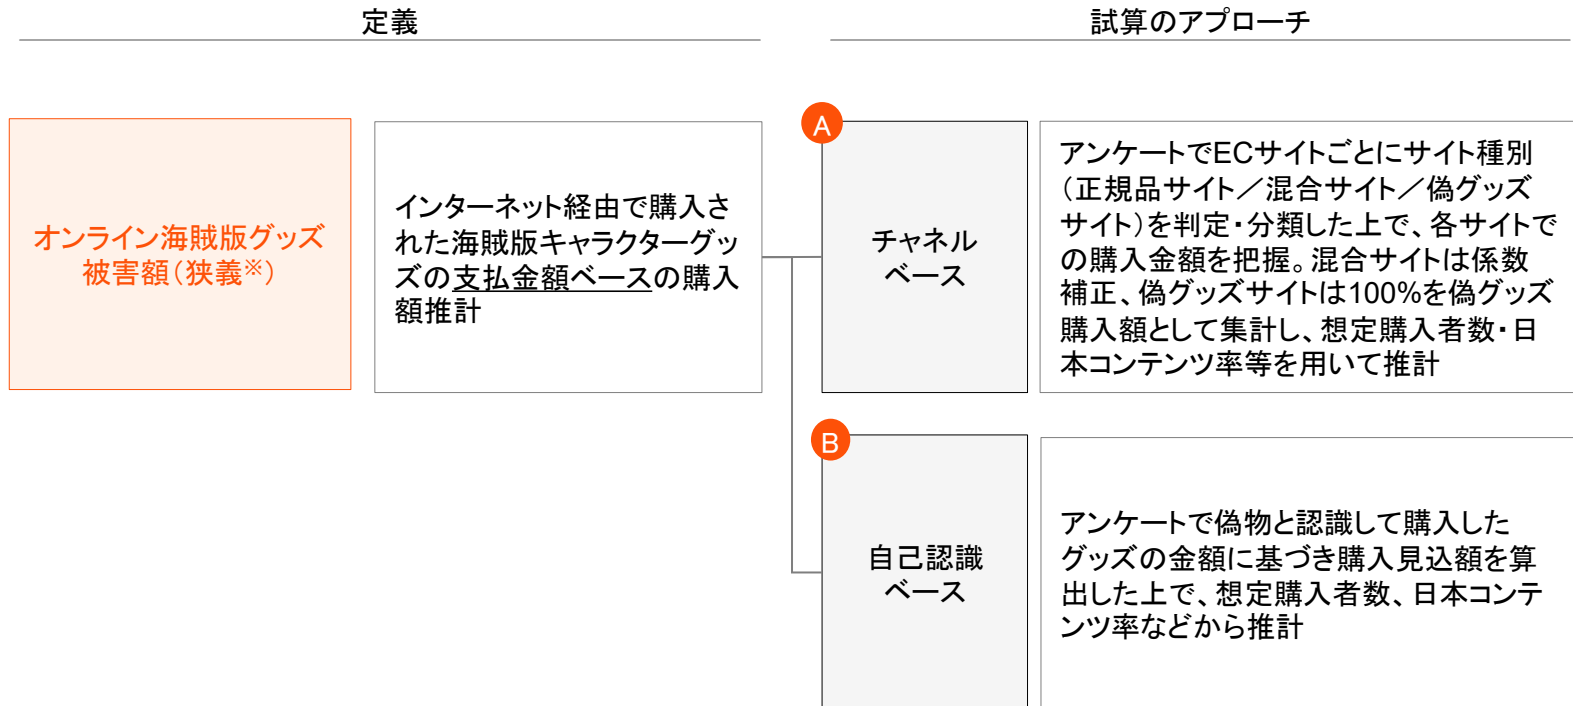 定義
試算のアプローチ
オンライン海賊版グッズ
被害額(狭義※)
インターネット経由で購入さ
れた海賊版キャラクターグッ
ズの支払金額ベースの購入
額推計
A
チャネル
ベース
アンケートでECサイトごとにサイト種別
(正規品サイト/混合サイト/偽グッズ
サイト)を判定・分類した上で、各サイトで
の購入金額を把握。混合サイトは係数
補正、偽グッズサイトは100%を偽グッズ
購入額として集計し、想定購入者数・日
本コンテンツ率等を用いて推計
B
自己認識
ベース
アンケートで偽物と認識して購入した
グッズの金額に基づき購入見込額を算
出した上で、想定購入者数、日本コンテ
ンツ率などから推計